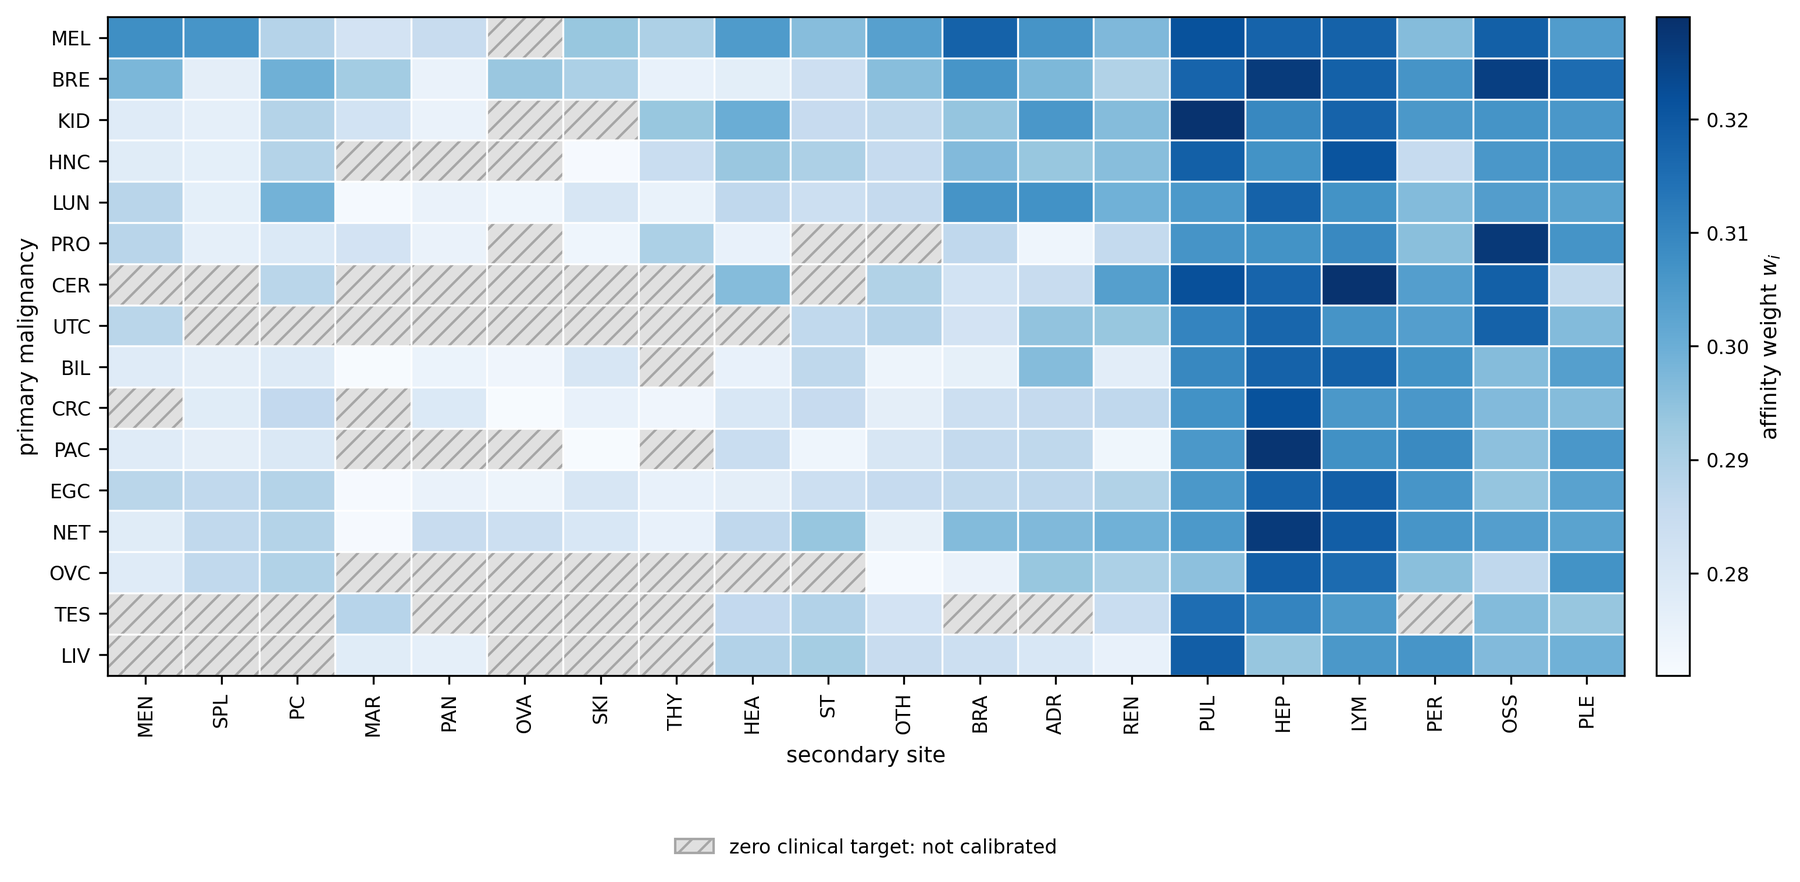 primary malignancy
MEL
BRE
KID
HNC
LUN
PRO
CER
UTC
BIL
CRC
PAC
EGC
NET
OVC
TES
LIV
MEN SPL PC MAR PAN OVA SKI THY HEA ST OTH BRA ADR REN PUL HEP LYM PER OSS PLE
secondary site
0.32
0.31
0.30
0.29
0.28
affinity weight wᵢ
zero clinical target: not calibrated